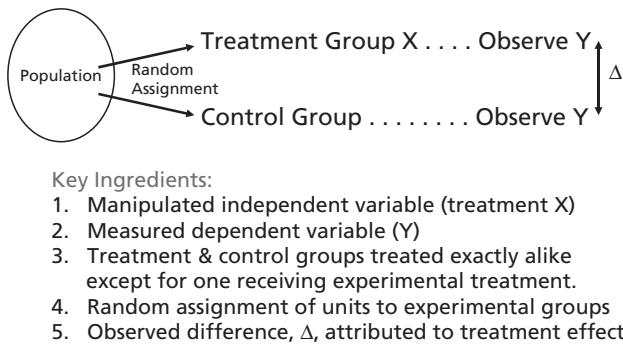 Treatment Group X . . . . Observe Y
Population
Random
Assignment
Δ
Control Group . . . . . . . . Observe Y
Key Ingredients:
1. Manipulated independent variable (treatment X)
2. Measured dependent variable (Y)
3. Treatment & control groups treated exactly alike
except for one receiving experimental treatment.
4. Random assignment of units to experimental groups
5. Observed difference, Δ, attributed to treatment effect